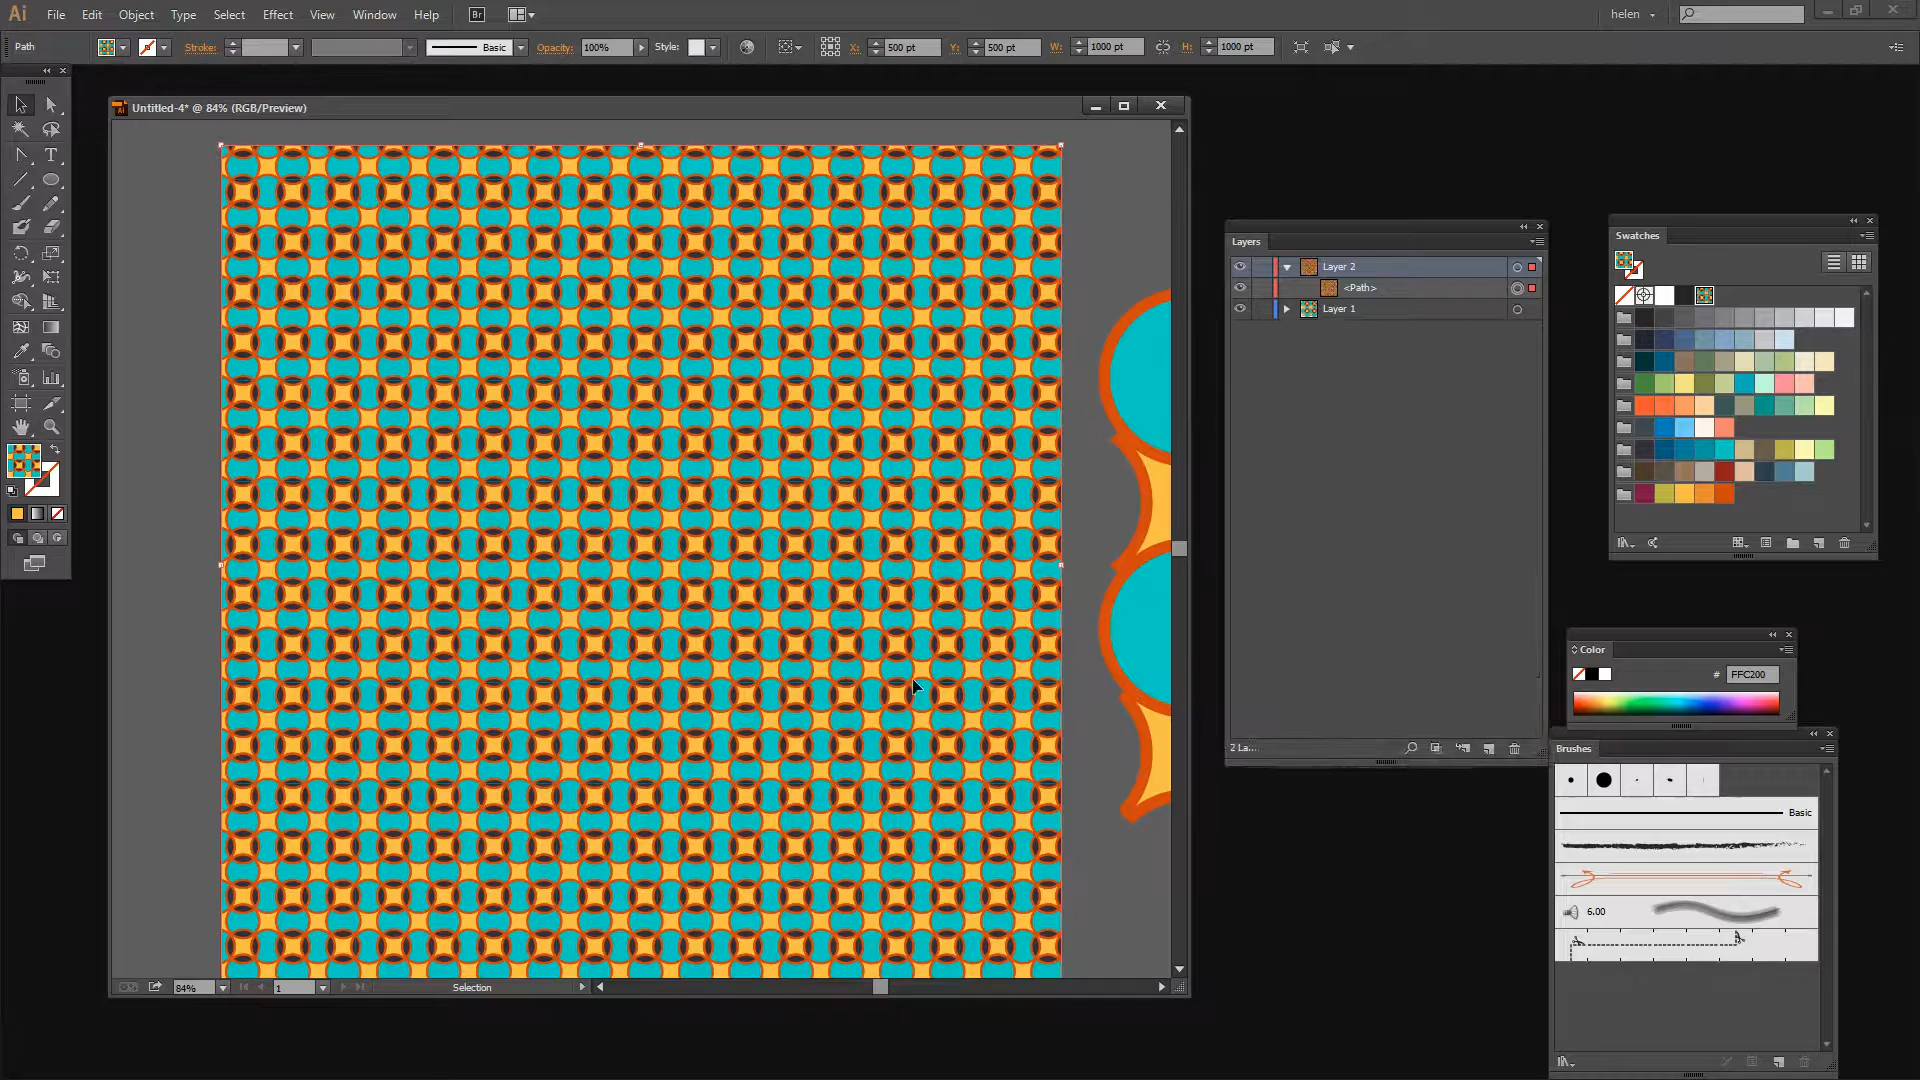 Ai File Edit Object Type Select Effect View Window Help Br helen
Path Stroke: Basic Opacity: 100% Style: X: 500 pt Y: 500 pt W: 1000 pt H: 1000 pt
Untitled-4* @ 84% (RGB/Preview)
Layers
Layer 2
<Path>
Layer 1
2 La...
Swatches
Color
# FFC200
Brushes
Basic
6.00
84% 1 Selection